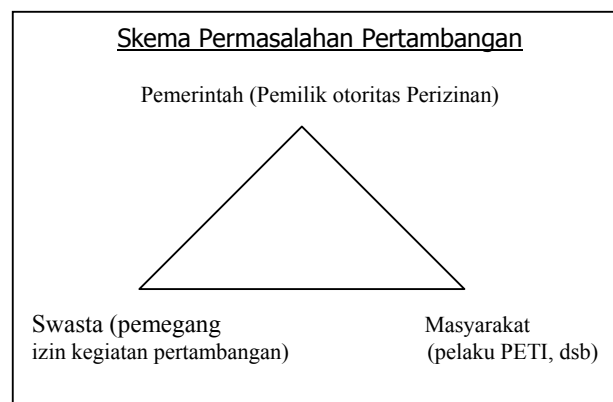 Skema Permasalahan Pertambangan
Pemerintah (Pemilik otoritas Perizinan)
Swasta (pemegang
izin kegiatan pertambangan)
Masyarakat
(pelaku PETI, dsb)